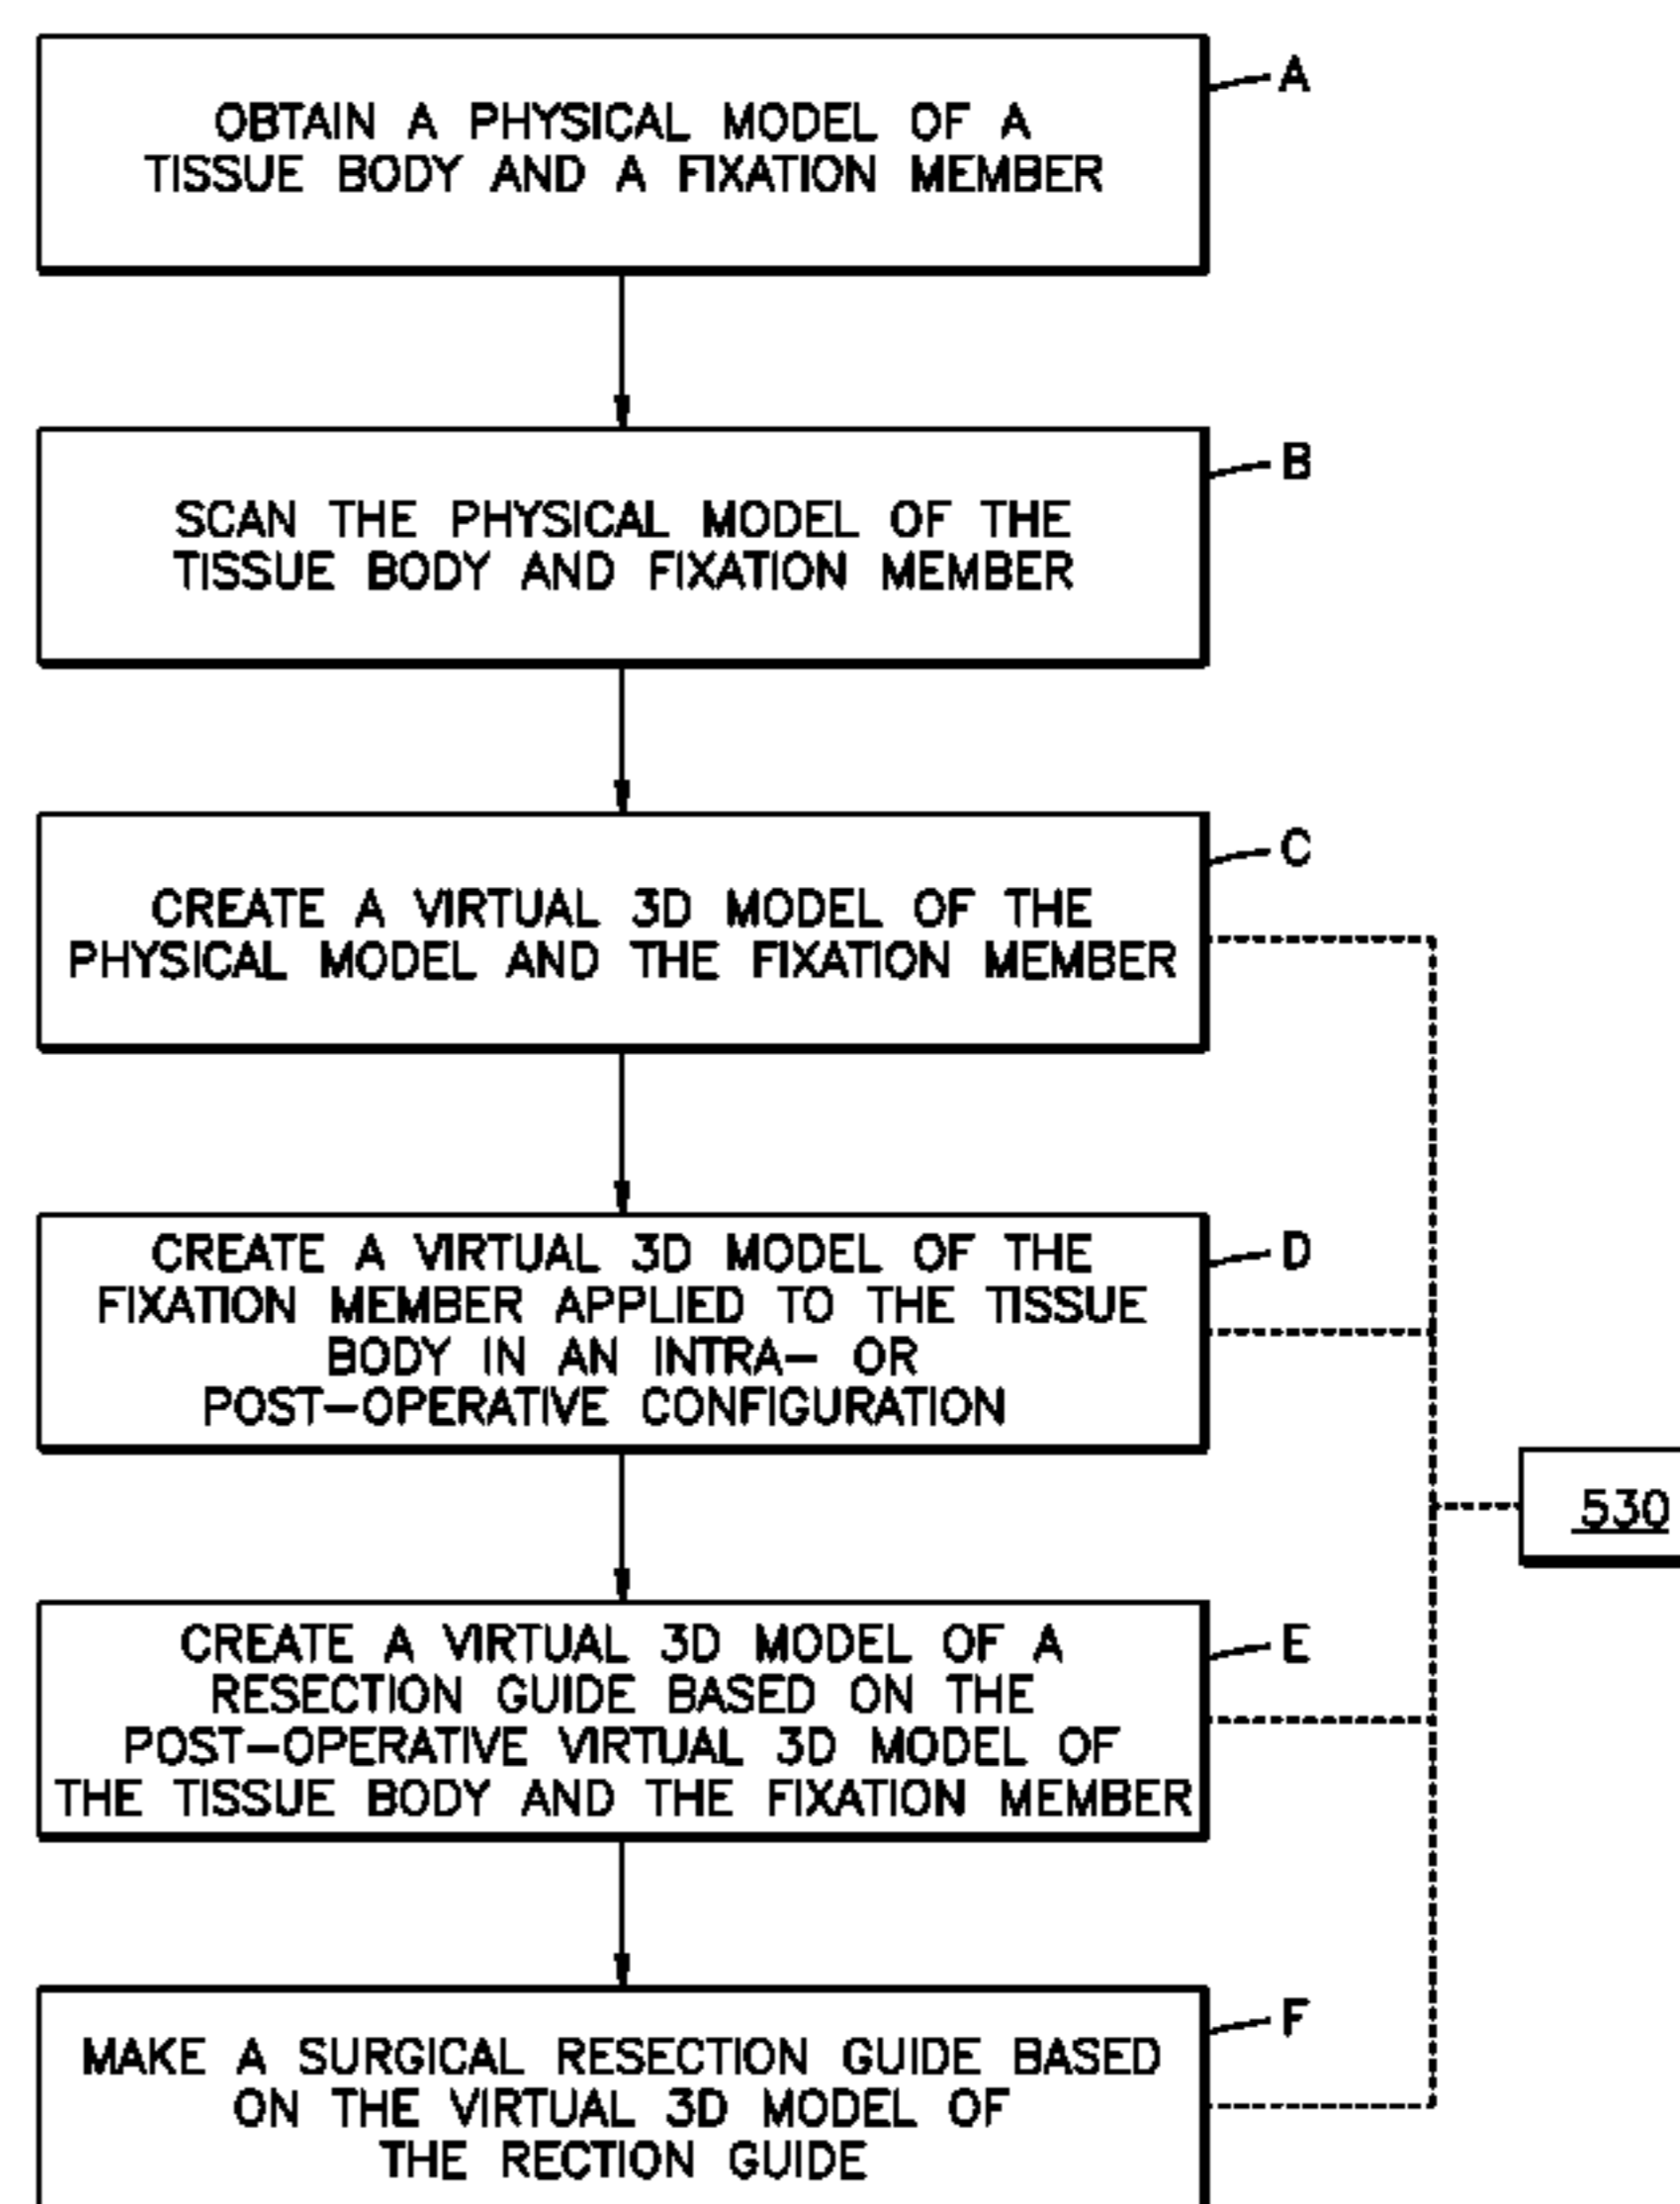 A
OBTAIN A PHYSICAL MODEL OF A
TISSUE BODY AND A FIXATION MEMBER
B
SCAN THE PHYSICAL MODEL OF THE
TISSUE BODY AND FIXATION MEMBER
C
CREATE A VIRTUAL 3D MODEL OF THE
PHYSICAL MODEL AND THE FIXATION MEMBER
D
CREATE A VIRTUAL 3D MODEL OF THE
FIXATION MEMBER APPLIED TO THE TISSUE
BODY IN AN INTRA- OR
POST-OPERATIVE CONFIGURATION
530
E
CREATE A VIRTUAL 3D MODEL OF A
RESECTION GUIDE BASED ON THE
POST-OPERATIVE VIRTUAL 3D MODEL OF
THE TISSUE BODY AND THE FIXATION MEMBER
F
MAKE A SURGICAL RESECTION GUIDE BASED
ON THE VIRTUAL 3D MODEL OF
THE RECTION GUIDE